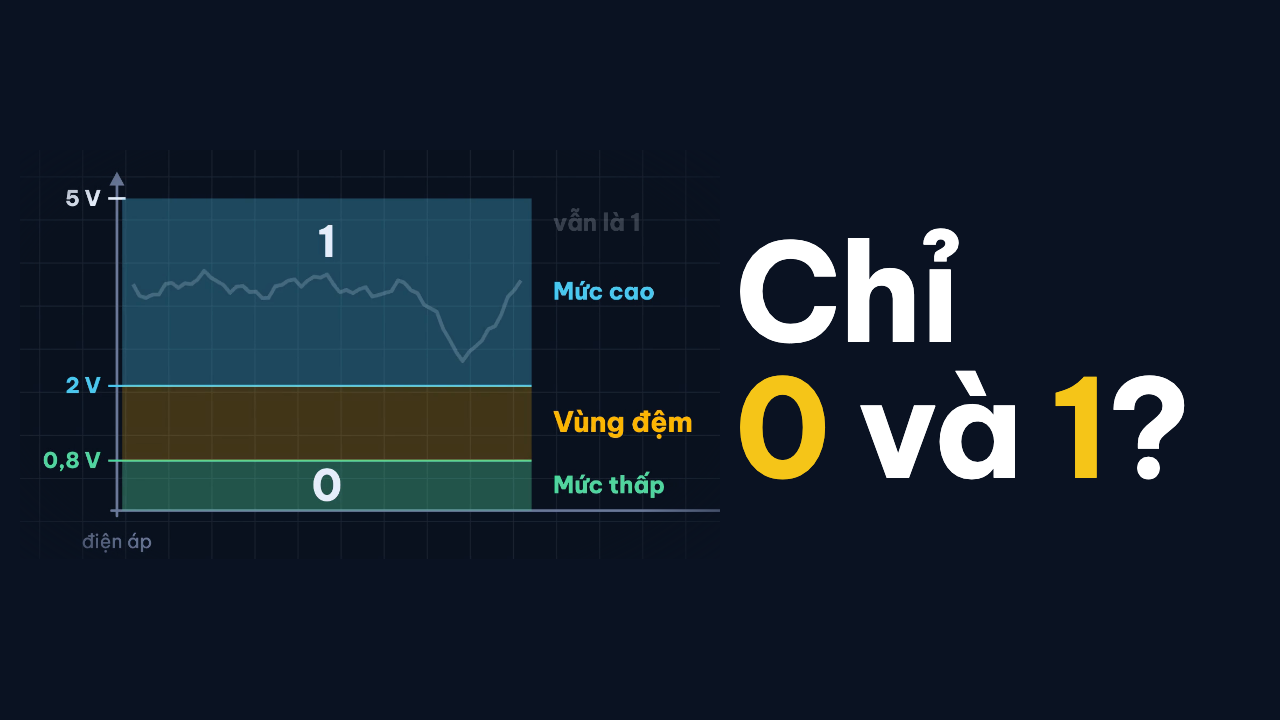 5 V
1
vẫn là 1
Mức cao
2 V
Vùng đệm
0,8 V
0
Mức thấp
điện áp
Chỉ
0 và 1?